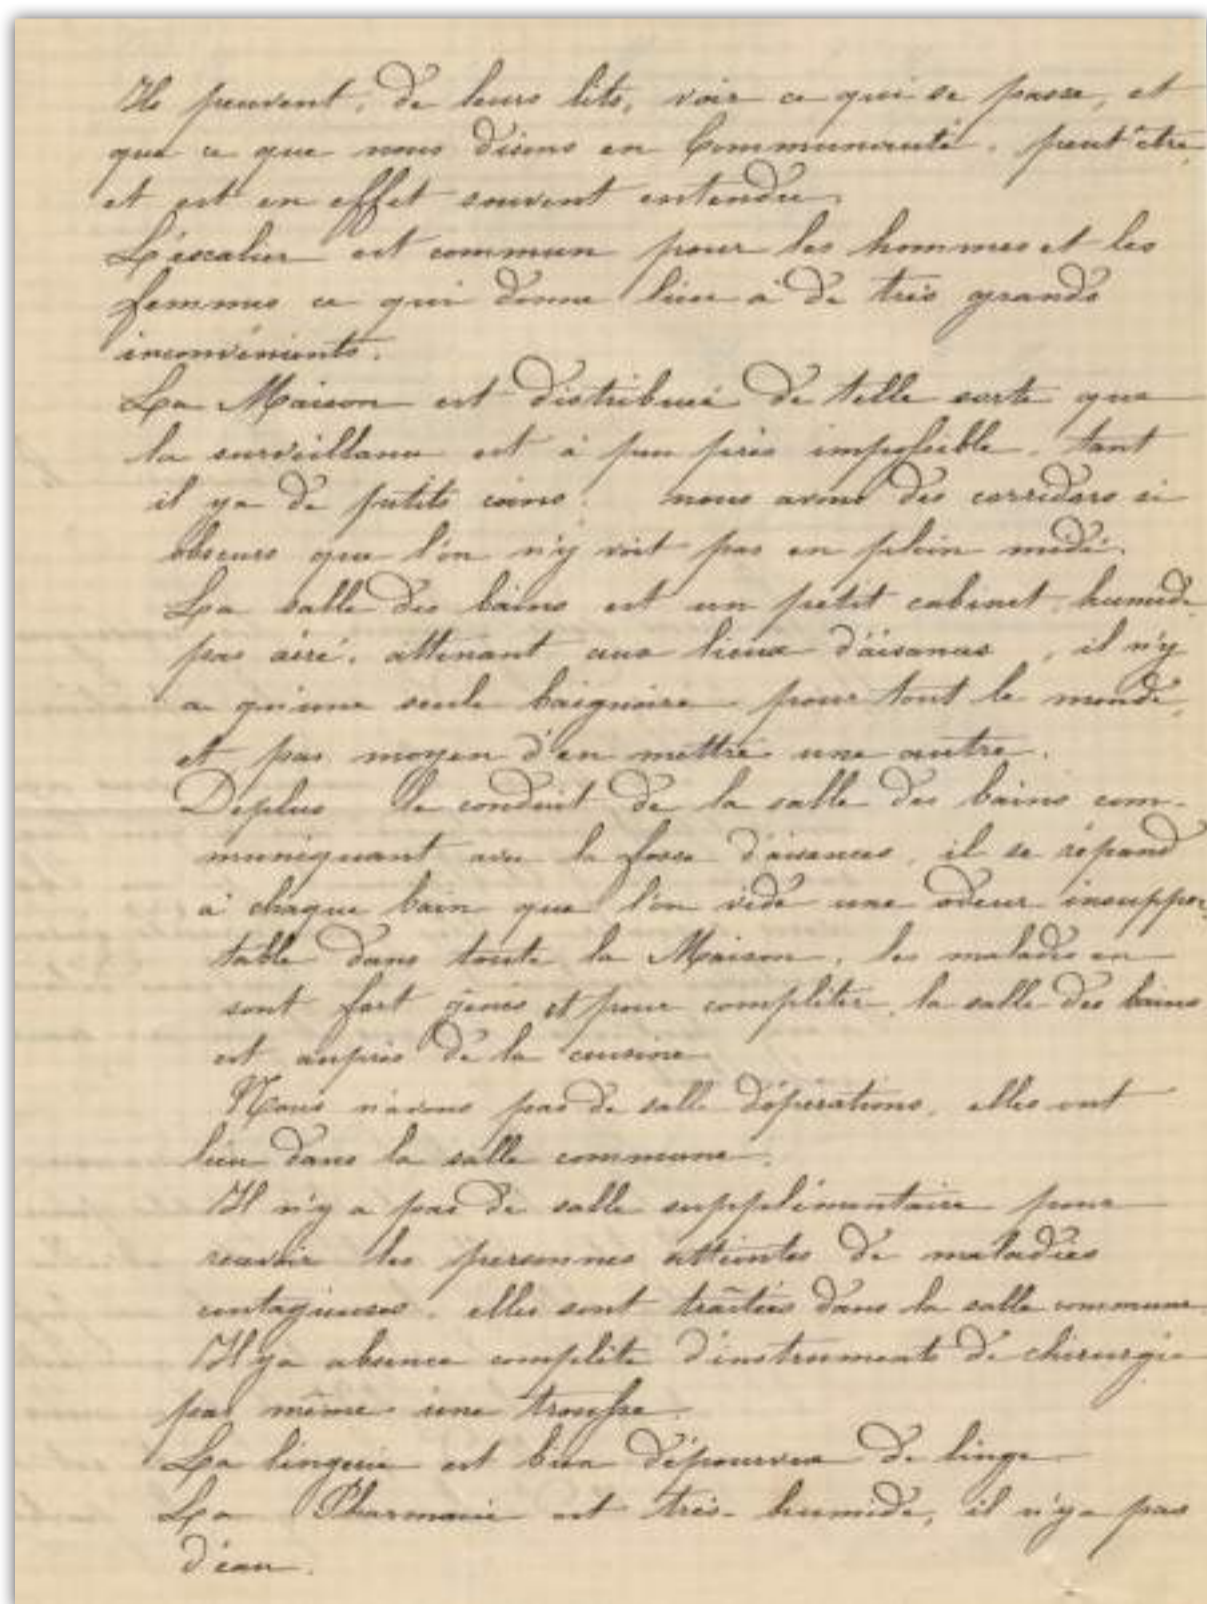 Ils peuvent, de leurs lits, voir ce qui se passe, et
que ce que nous disons en Communauté, peut être
et est en effet souvent entendu.
L'éscalier est commun pour les hommes et les
femmes ce qui donne lieu à de très grands
inconvénients.
La Maison est distribuée de telle sorte que
la surveillance est à peu près impossible, tant
il y a de petits coins. nous avons des corridors si
obscurs que l'on n'y voit pas en plein midi.
La salle des bains est un petit cabinet humide
pas aéré, attenant aux lieux d'aisances, il n'y
a qu'une seule baignoire pour tout le monde,
et pas moyen d'en mettre une autre.
Deplus le conduit de la salle des bains com-
muniquant avec la fosse d'aisances, il se répand
à chaque bain que l'on vide une odeur insuppor-
table dans toute la Maison, les malades en
sont fort gênés et pour compléter, la salle des bains
est auprès de la cuisine
Nous n'avons pas de salle d'opérations, elles ont
lieu dans la salle commune.
Il n'y a pas de salle supplémentaire pour
recevoir les personnes atteintes de maladies
contagieuses, elles sont traitées dans la salle commune
Il y a absence complète d'instruments de chirurgie
pas même une trousse.
La lingerie est bien dépourvue de linge
La Pharmacie est très-humide, il n'y a pas
d'eau.